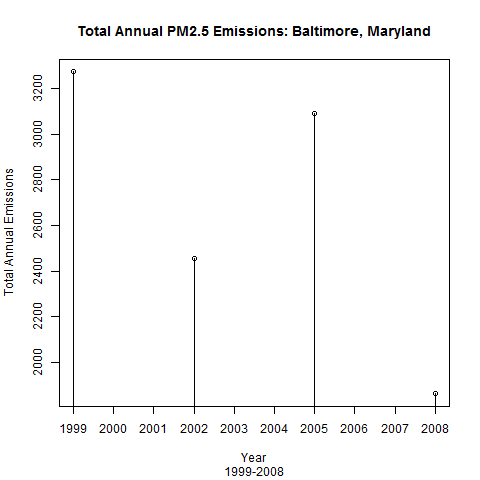 Total Annual PM2.5 Emissions: Baltimore, Maryland
Total Annual Emissions
3200
3000
2800
2600
2400
2200
2000
1999 2000 2001 2002 2003 2004 2005 2006 2007 2008
Year
1999-2008